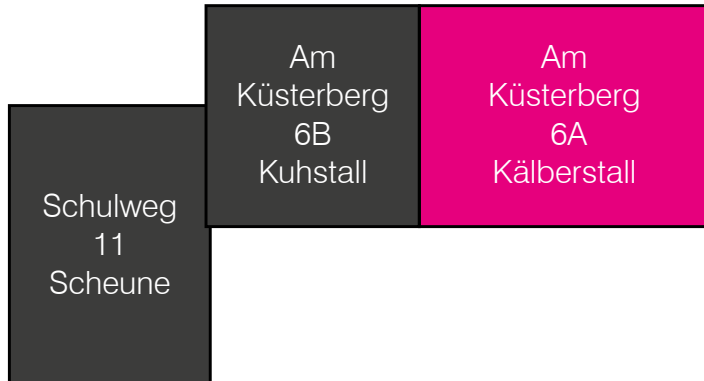 Am
Küsterberg
6B
Kuhstall
Am
Küsterberg
6A
Kälberstall
Schulweg
11
Scheune